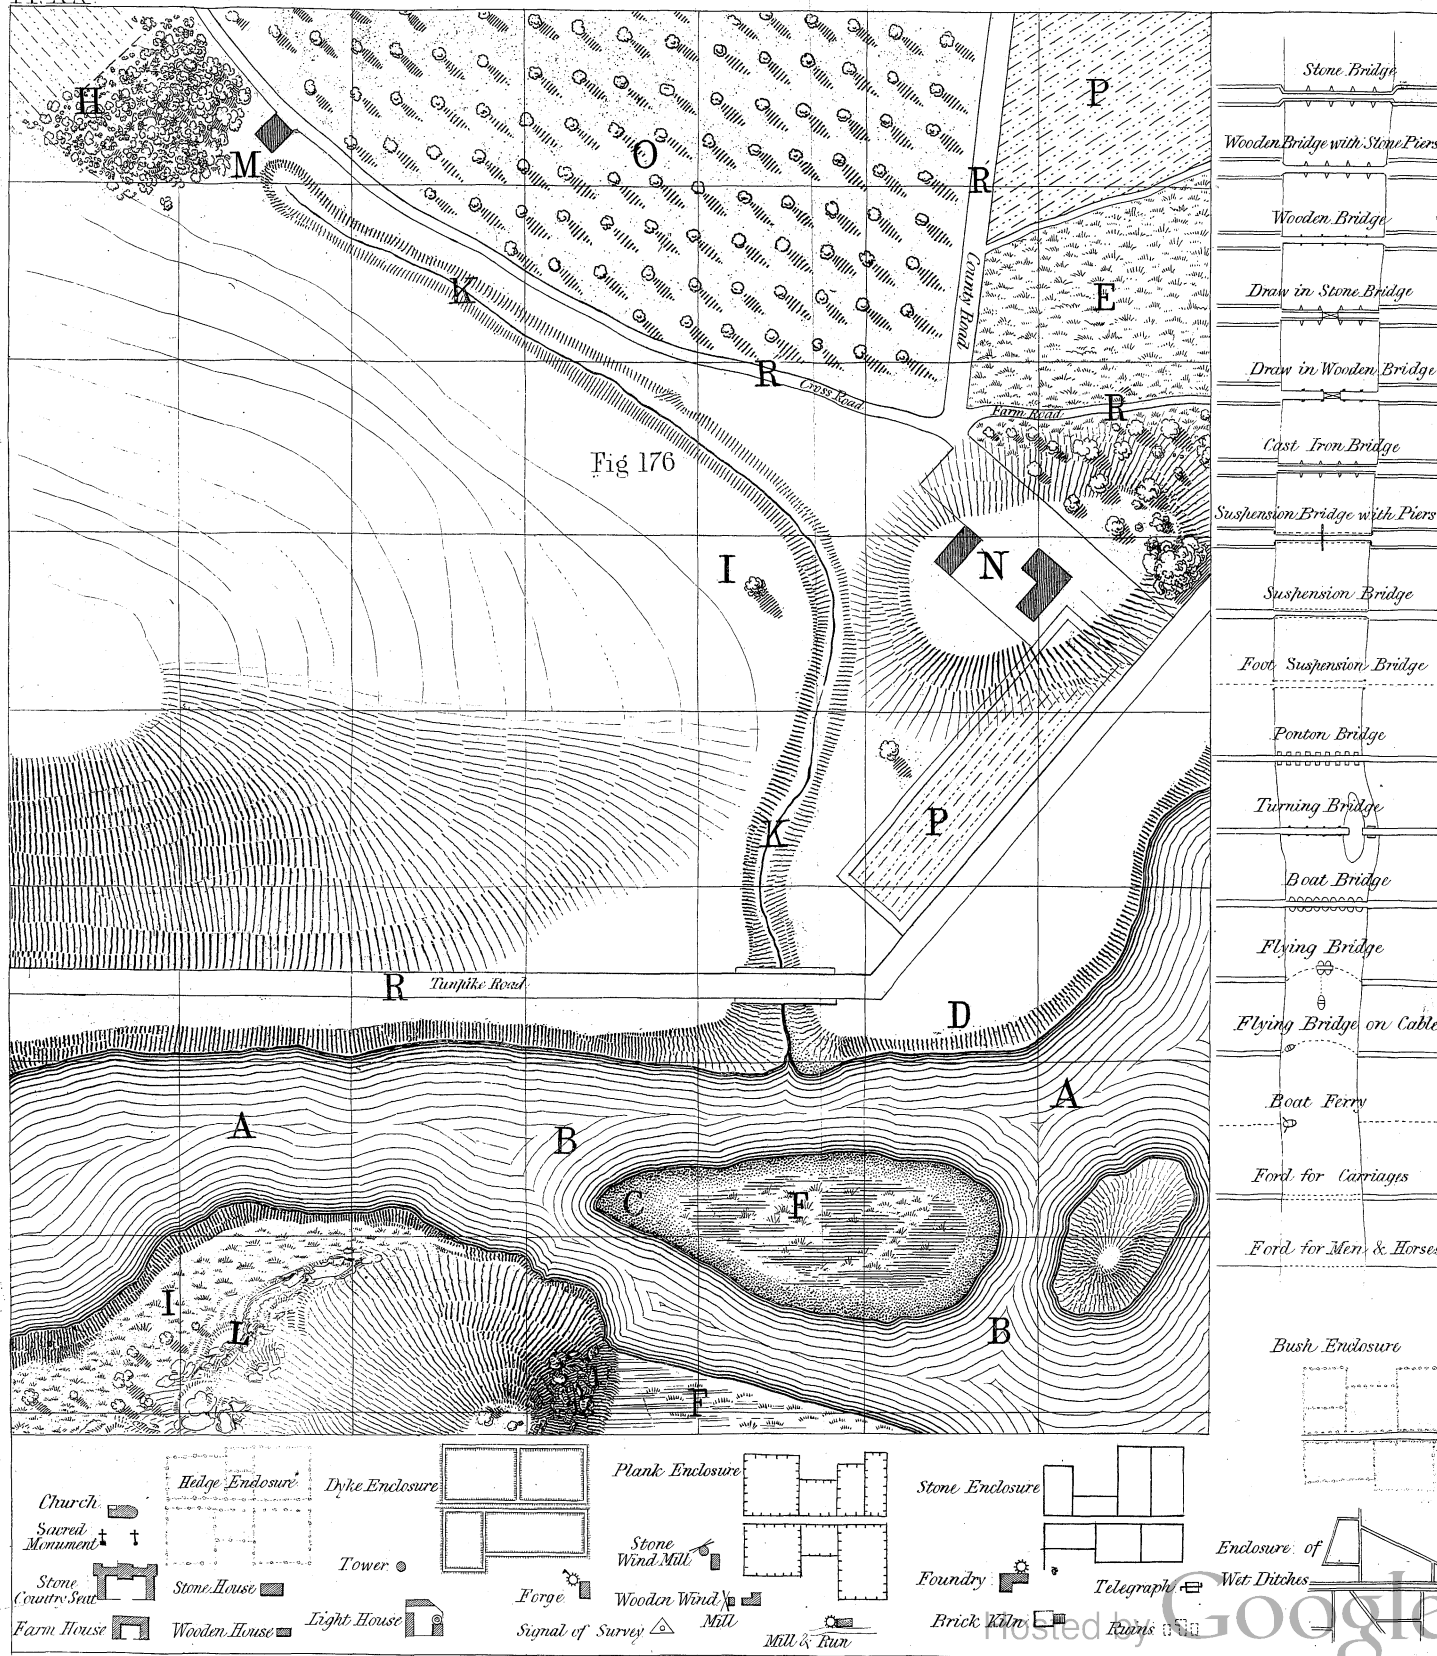 H
P
M
O
R
K
County Road
E
R
Cross Road
Farm Road
R
Fig 176
I
N
P
K
R
Tunpike Road
D
A
A
B
C
F
I
L
B
F
Stone Bridge
Wooden Bridge with Stone Piers
Wooden Bridge
Draw in Stone Bridge
Draw in Wooden Bridge
Cast Iron Bridge
Suspension Bridge with Piers
Suspension Bridge
Foot Suspension Bridge
Ponton Bridge
Turning Bridge
Boat Bridge
Flying Bridge
Flying Bridge on Cable
Boat Ferry
Ford for Carriages
Ford for Men & Horses
Bush Enclosure
Hedge Enclosure
Dyke Enclosure
Plank Enclosure
Stone Enclosure
Church
Sacred
Monument
Stone
Country Seat
Farm House
Stone House
Wooden House
Tower
Light House
Forge
Signal of Survey
Stone
Wind Mill
Wooden Wind
Mill
Mill & Run
Foundry
Brick Kiln
Telegraph
Ruins
Enclosure of
Wet Ditches
Hosted by Google